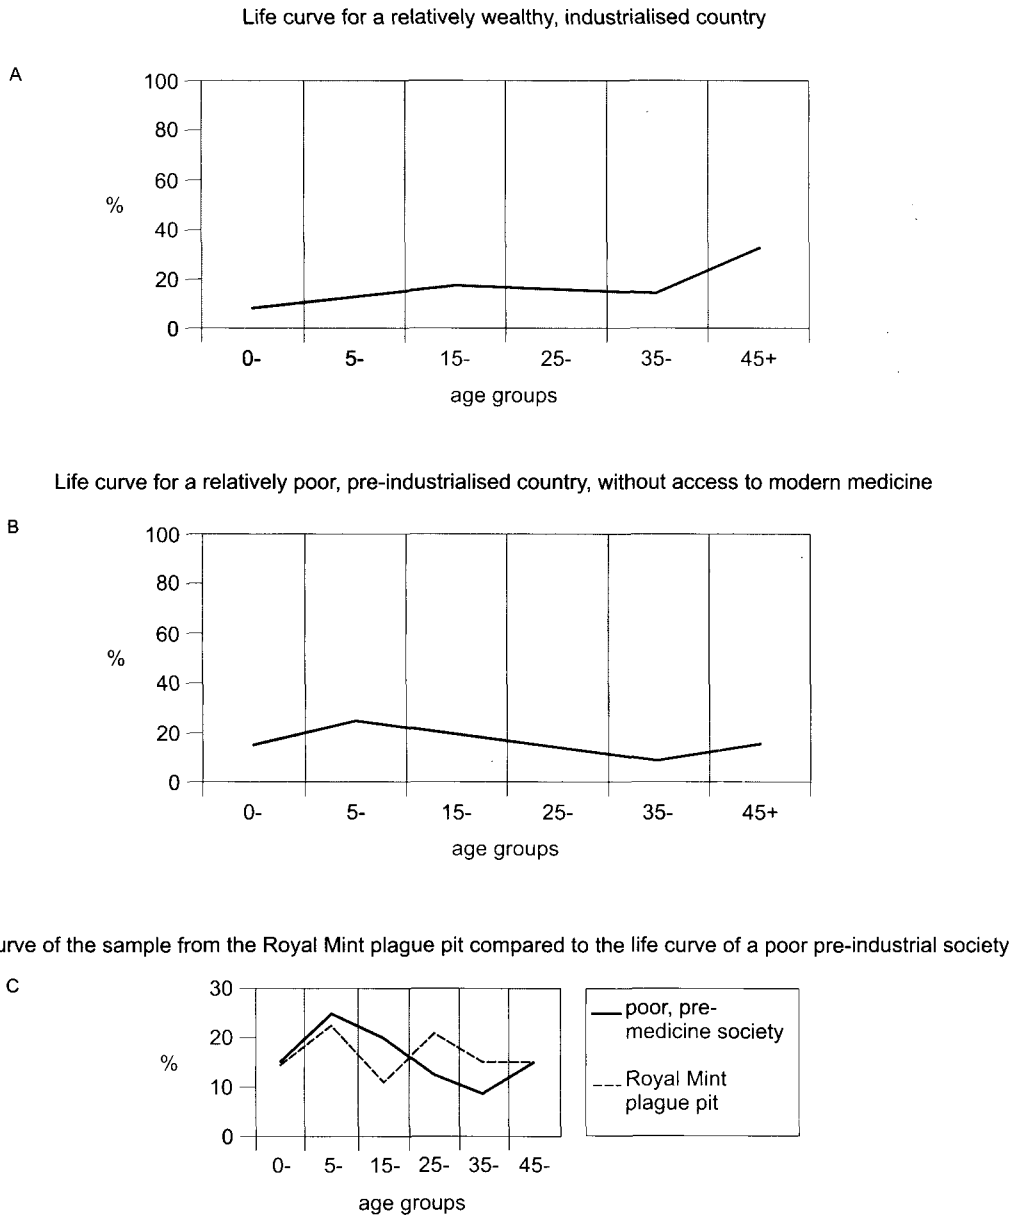 Life curve for a relatively wealthy, industrialised country
A
100
80
60
%
40
20
0
0- 5- 15- 25- 35- 45+
age groups
Life curve for a relatively poor, pre-industrialised country, without access to modern medicine
B
100
80
60
%
40
20
0
0- 5- 15- 25- 35- 45+
age groups
urve of the sample from the Royal Mint plague pit compared to the life curve of a poor pre-industrial society
C
30
20
%
10
0
0- 5- 15- 25- 35- 45-
age groups
poor, pre-
medicine society
Royal Mint
plague pit